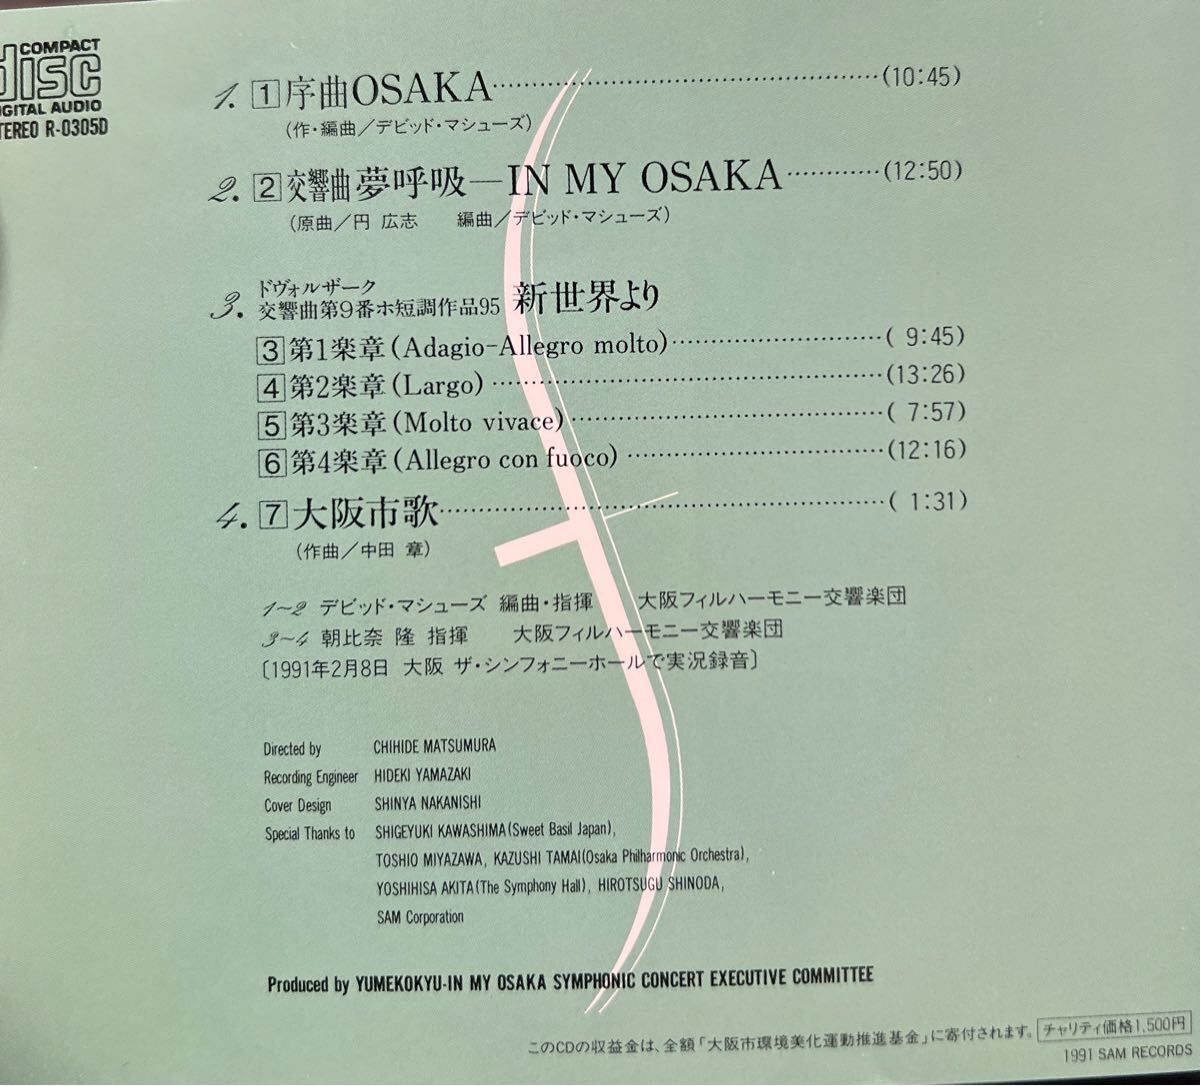 COMPACT
disc
DIGITAL AUDIO
STEREO R-0305D
1. 1 序曲OSAKA……………………………(10:45)
(作・編曲/デビッド・マシューズ)
2. 2 交響曲 夢呼吸—IN MY OSAKA…………(12:50)
(原曲/円 広志 編曲/デビッド・マシューズ)
ドヴォルザーク
3. 交響曲第9番ホ短調作品95 新世界より
3 第1楽章(Adagio-Allegro molto)……………………( 9:45)
4 第2楽章(Largo)……………………………(13:26)
5 第3楽章(Molto vivace)……………………………( 7:57)
6 第4楽章(Allegro con fuoco)……………………(12:16)
4. 7 大阪市歌……………………………( 1:31)
(作曲/中田 章)
1~2 デビッド・マシューズ 編曲・指揮 大阪フィルハーモニー交響楽団
3~4 朝比奈 隆 指揮 大阪フィルハーモニー交響楽団
〔1991年2月8日 大阪 ザ・シンフォニーホールで実況録音〕
Directed by CHIHIDE MATSUMURA
Recording Engineer HIDEKI YAMAZAKI
Cover Design SHINYA NAKANISHI
Special Thanks to SHIGEYUKI KAWASHIMA(Sweet Basil Japan),
TOSHIO MIYAZAWA, KAZUSHI TAMAI(Osaka Philharmonic Orchestra),
YOSHIHISA AKITA(The Symphony Hall), HIROTSUGU SHINODA,
SAM Corporation
Produced by YUMEKOKYU-IN MY OSAKA SYMPHONIC CONCERT EXECUTIVE COMMITTEE
このCDの収益金は、全額「大阪市環境美化運動推進基金」に寄付されます。 チャリティ価格1,500円
1991 SAM RECORDS